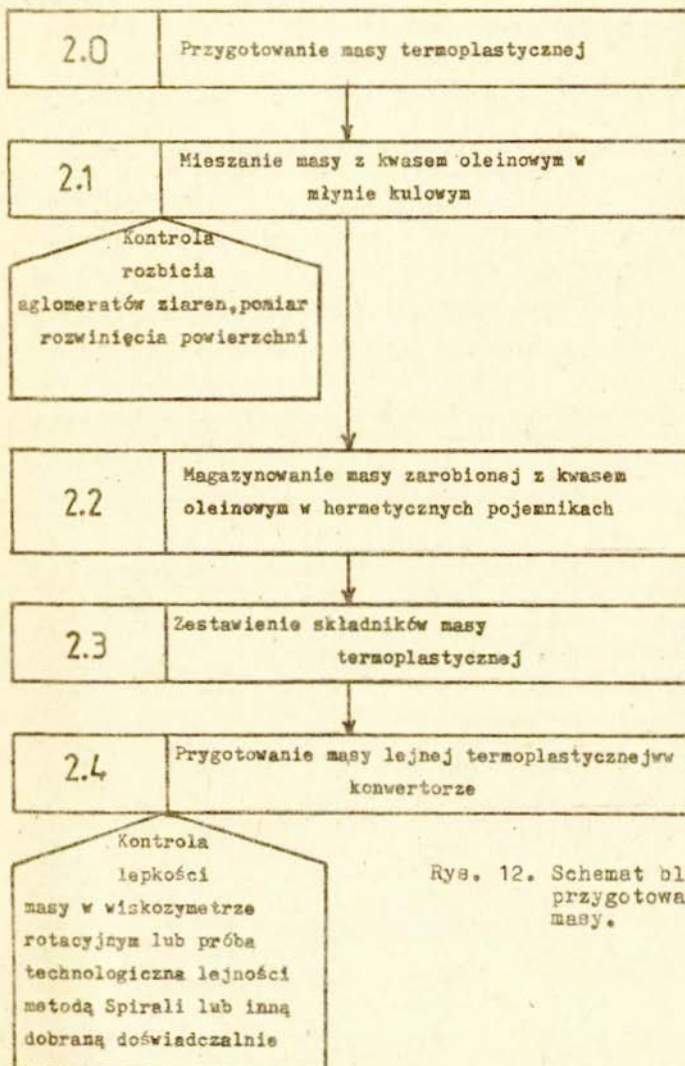 2.0
Przygotowanie masy termoplastycznej
2.1
Mieszanie masy z kwasem oleinowym w
młynie kulowym
Kontrola
rozbicia
aglomeratów ziaren,pomiar
rozwinięcia powierzchni
2.2
Magazynowanie masy zarobionej z kwasem
oleinowym w hermetycznych pojemnikach
2.3
Zestawienie składników masy
termoplastycznej
2.4
Prygotowanie masy lejnej termoplastycznejww
konwertorze
Kontrola
lepkości
masy w wiskozymetrze
rotacyjnym lub próba
technologiczna lejności
metodą Spirali lub inną
dobraną doświadczalnie
Rys. 12. Schemat
masy.